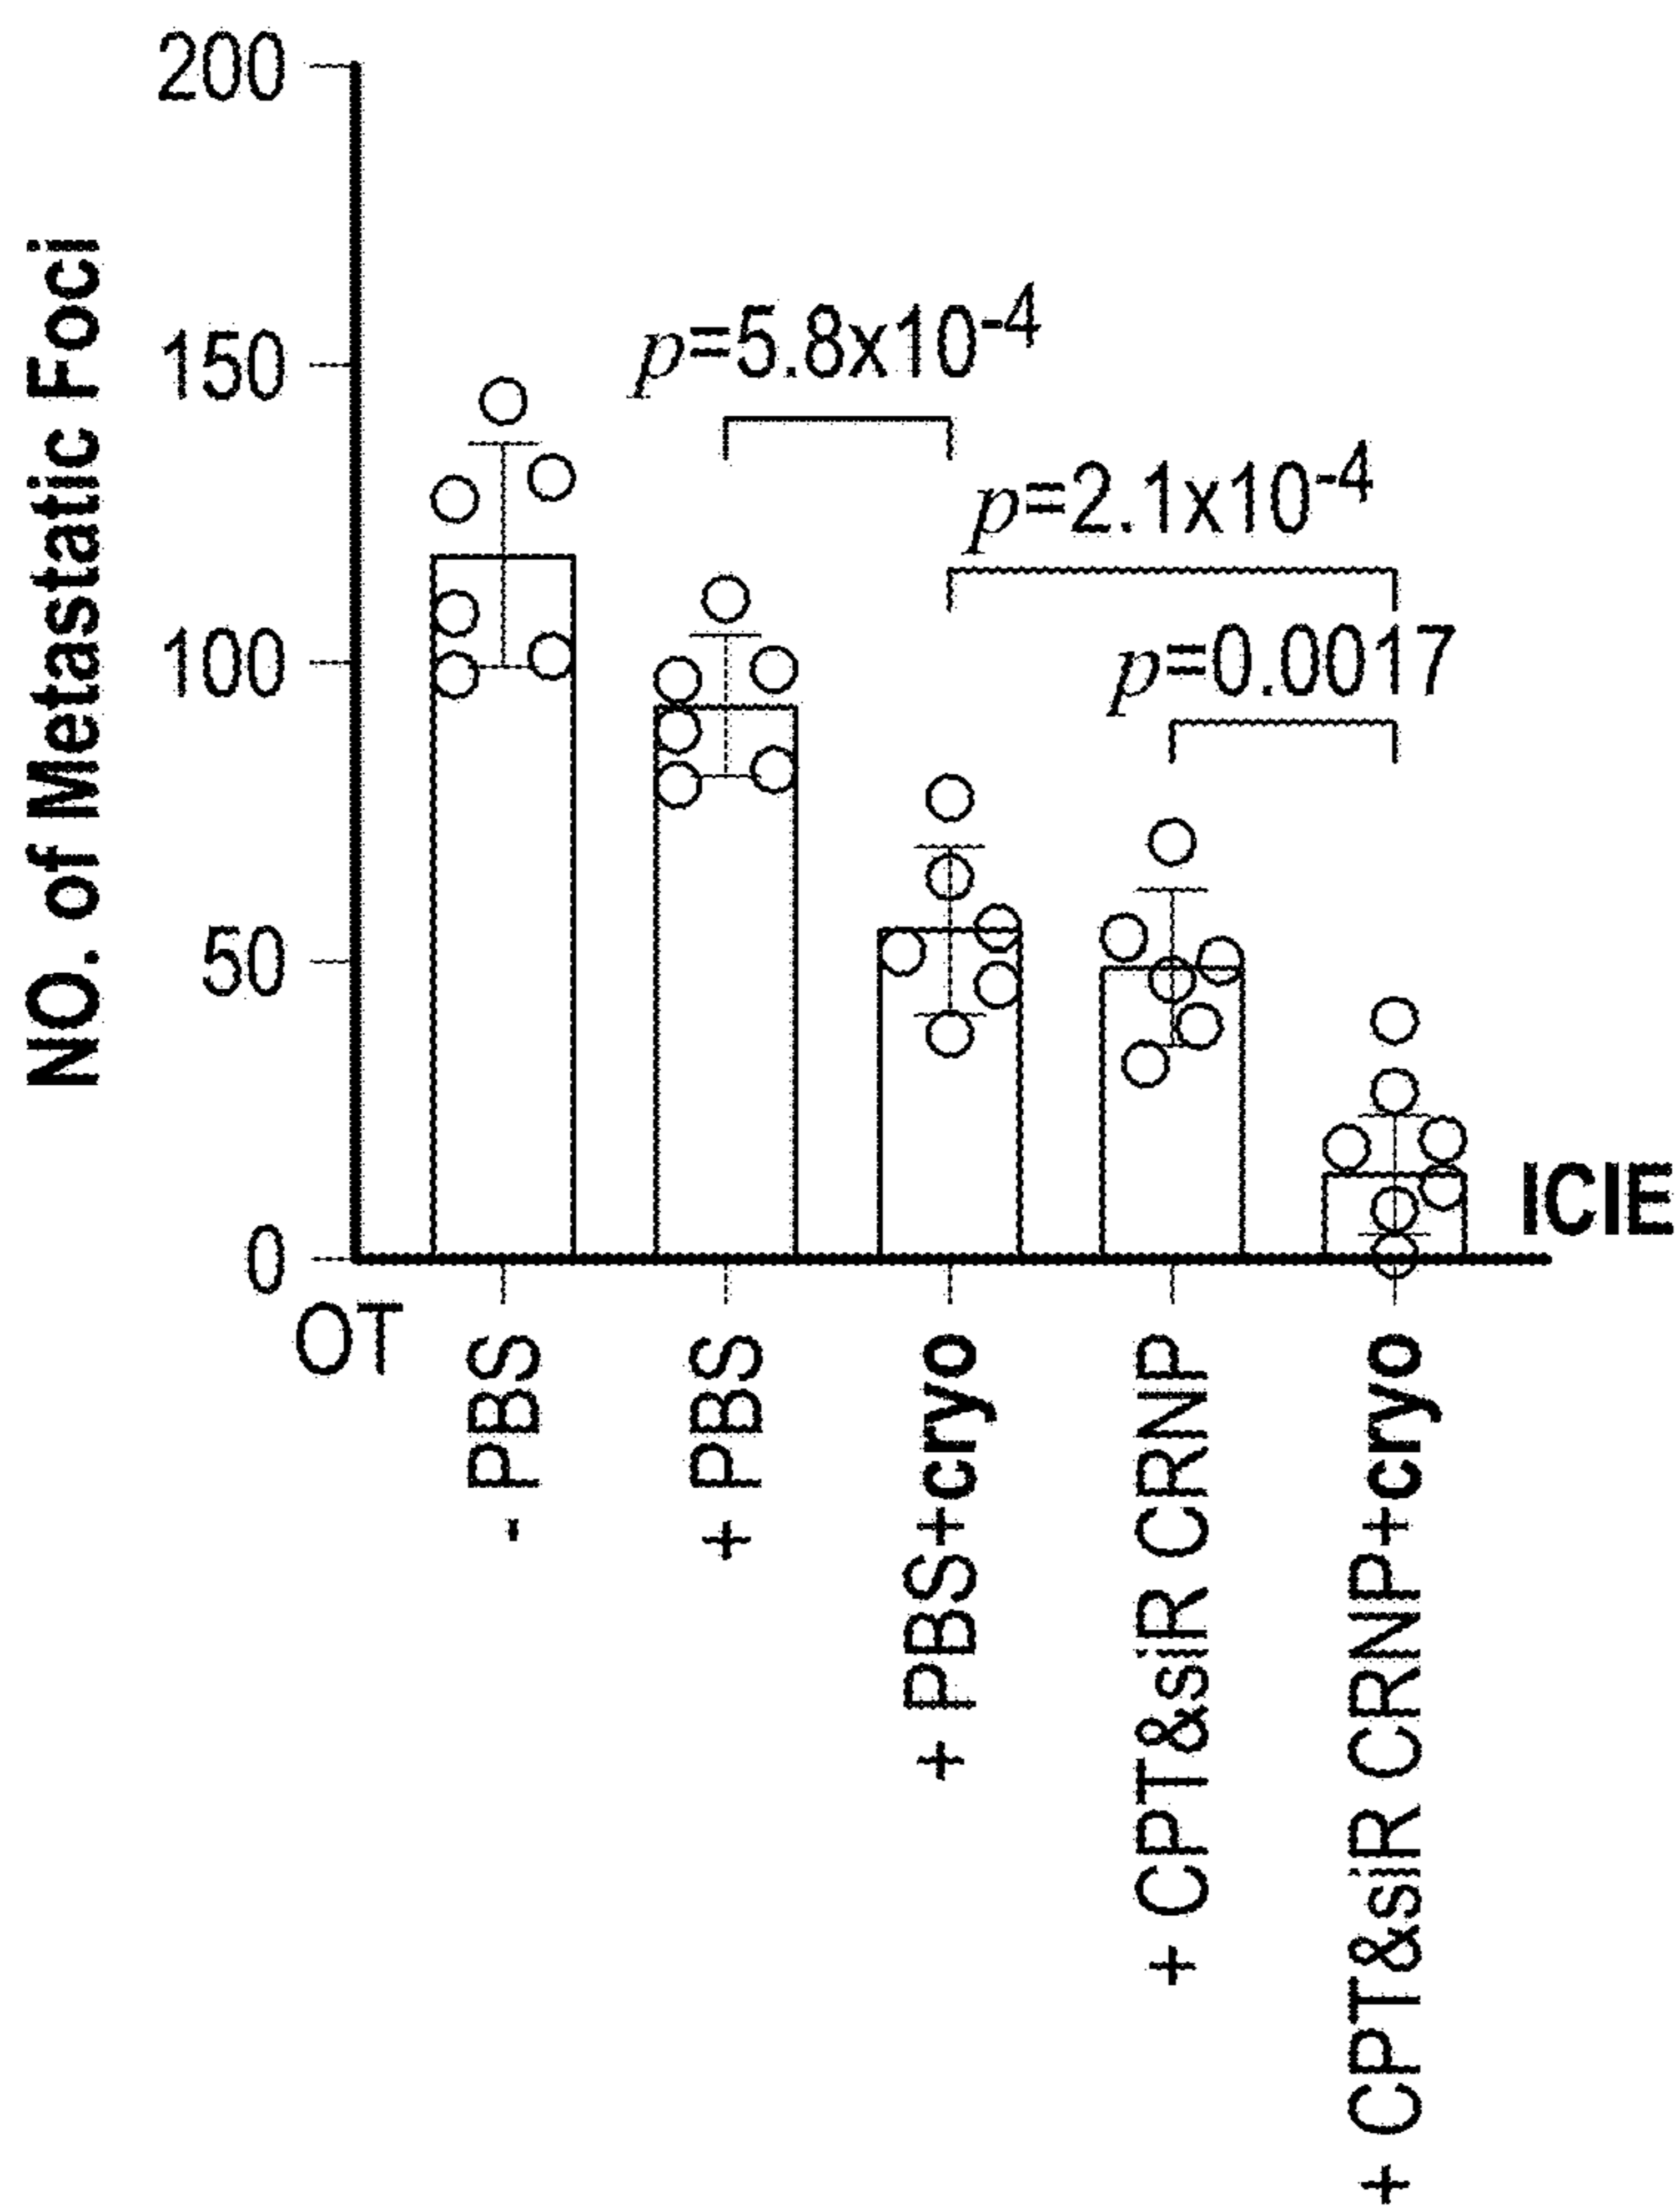 NO. of Metastatic Foci
200
150
100
50
0
p=5.8x10-4
p=2.1x10-4
p=0.0017
ICIE
OT
- PBS
+ PBS
+ PBS+cryo
+ CPT&siR CRNP
+ CPT&siR CRNP+cryo